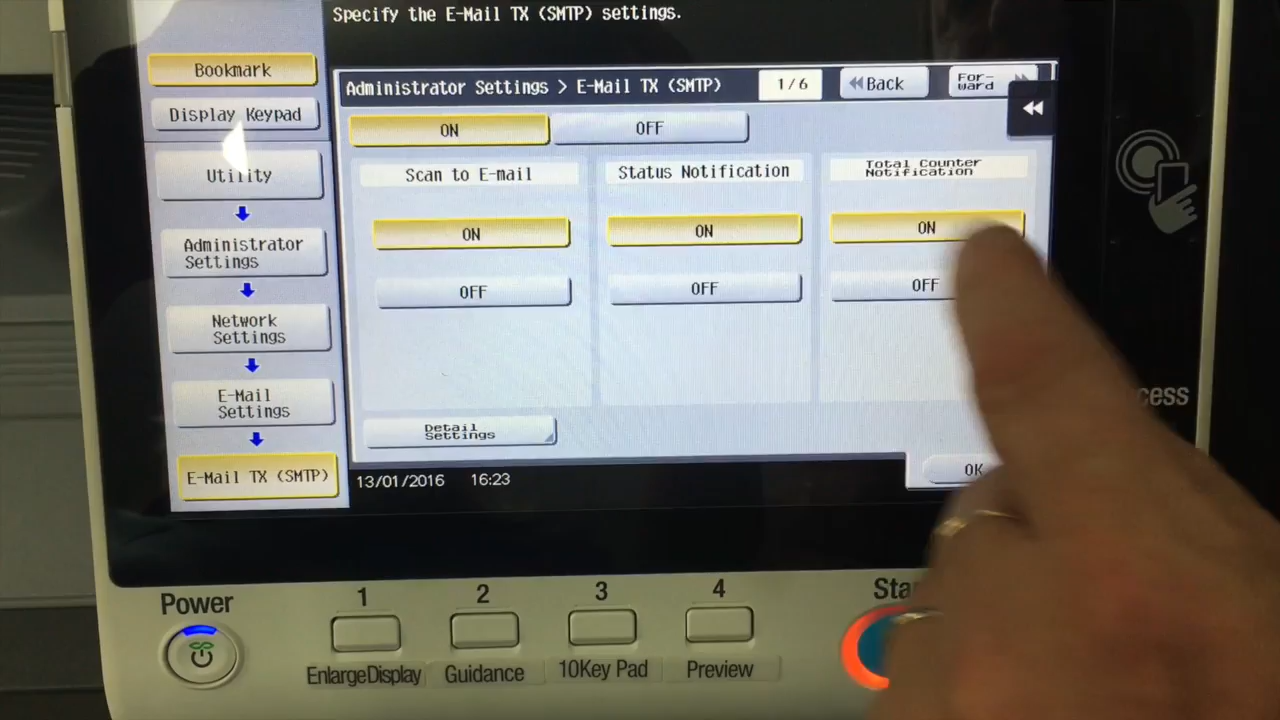 Specify the E-Mail TX (SMTP) settings.
Bookmark
Display Keypad
Utility
Administrator
Settings
Network
Settings
E-Mail
Settings
E-Mail TX (SMTP)
Administrator Settings > E-Mail TX (SMTP)
1/6
Back
For-
ward
ON
OFF
Scan to E-mail
ON
OFF
Status Notification
ON
OFF
Total Counter
Notification
ON
OFF
Detail
Settings
OK
13/01/2016 16:23
Power
1
2
3
4
EnlargeDisplay
Guidance
10Key Pad
Preview
Sta
cess